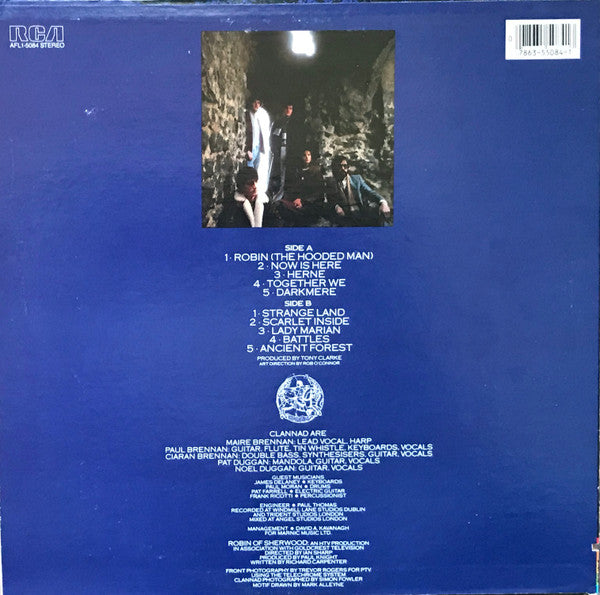 RCA
AFL1-5084 STEREO
0
7863-55084-1
SIDE A
1 · ROBIN (THE HOODED MAN)
2 · NOW IS HERE
3 · HERNE
4 · TOGETHER WE
5 · DARKMERE
SIDE B
1 · STRANGE LAND
2 · SCARLET INSIDE
3 · LADY MARIAN
4 · BATTLES
5 · ANCIENT FOREST
PRODUCED BY TONY CLARKE
ART DIRECTION BY ROB O'CONNOR
CLANNAD ARE
MAIRE BRENNAN: LEAD VOCAL, HARP
PAUL BRENNAN: GUITAR, FLUTE, TIN WHISTLE, KEYBOARDS, VOCALS
CIARAN BRENNAN: DOUBLE BASS, SYNTHESISERS, GUITAR, VOCALS
PAT DUGGAN: MANDOLA, GUITAR, VOCALS
NOEL DUGGAN: GUITAR, VOCALS
GUEST MUSICIANS
JAMES DELANEY ★ KEYBOARDS
PAUL MORAN ★ DRUMS
PAT FARRELL ★ ELECTRIC GUITAR
FRANK RICOTTI ★ PERCUSSIONIST
ENGINEER ★ PAUL THOMAS
RECORDED AT WINDMILL LANE STUDIOS DUBLIN
AND TRIDENT STUDIOS LONDON
MIXED AT ANGEL STUDIOS LONDON
MANAGEMENT ★ DAVID A. KAVANAGH
FOR MARNIC MUSIC LTD.
ROBIN OF SHERWOOD: AN HTV PRODUCTION
IN ASSOCIATION WITH GOLDCREST TELEVISION
DIRECTED BY IAN SHARP
PRODUCED BY PAUL KNIGHT
WRITTEN BY RICHARD CARPENTER
FRONT PHOTOGRAPHY BY TREVOR ROGERS FOR PTV.
USING THE TELECHROME SYSTEM
CLANNAD PHOTOGRAPHED BY SIMON FOWLER
MOTIF DRAWN BY MARK ALLEYNE